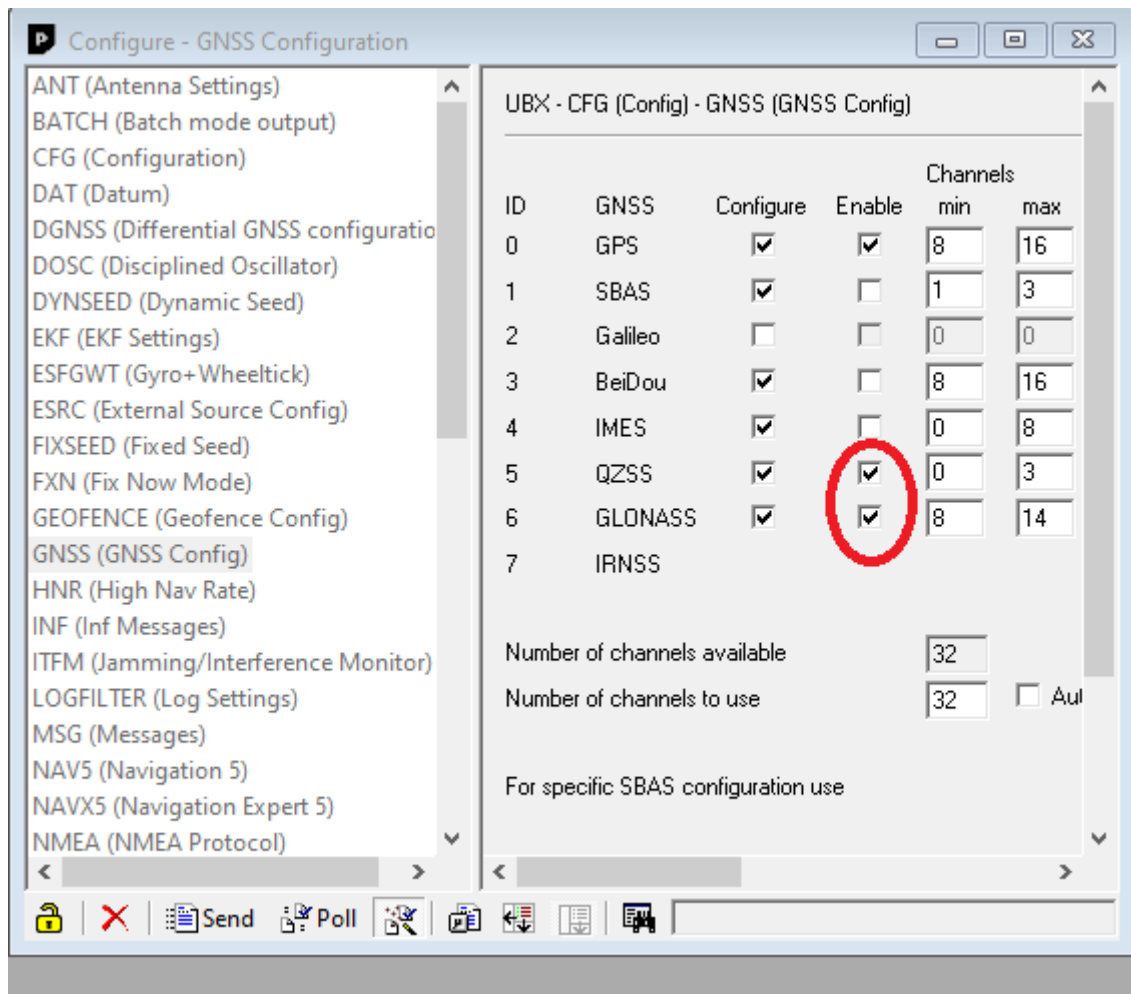 Configure - GNSS Configuration
ANT (Antenna Settings)
BATCH (Batch mode output)
CFG (Configuration)
DAT (Datum)
DGNSS (Differential GNSS configuratio
DOSC (Disciplined Oscillator)
DYNSEED (Dynamic Seed)
EKF (EKF Settings)
ESFGWT (Gyro+Wheeltick)
ESRC (External Source Config)
FIXSEED (Fixed Seed)
FXN (Fix Now Mode)
GEOFENCE (Geofence Config)
GNSS (GNSS Config)
HNR (High Nav Rate)
INF (Inf Messages)
ITFM (Jamming/Interference Monitor)
LOGFILTER (Log Settings)
MSG (Messages)
NAV5 (Navigation 5)
NAVX5 (Navigation Expert 5)
NMEA (NMEA Protocol)
UBX - CFG (Config) - GNSS (GNSS Config)
Channels
ID GNSS Configure Enable min max
0 GPS 8 16
1 SBAS 1 3
2 Galileo 0 0
3 BeiDou 8 16
4 IMES 0 8
5 QZSS 0 3
6 GLONASS 8 14
7 IRNSS
Number of channels available 32
Number of channels to use 32 Aut
For specific SBAS configuration use
Send Poll